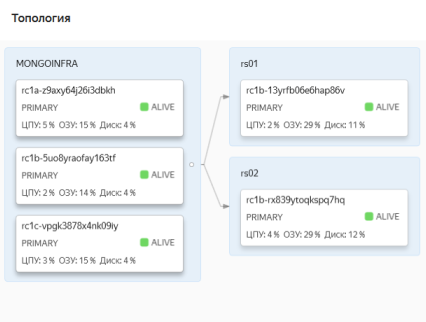 Топология
MONGOINFRA
rc1a-z9axy64j26i3dbkh
PRIMARY
ALIVE
ЦПУ: 5 % ОЗУ: 15 % Диск: 4 %
rc1b-5uo8yraofay163tf
PRIMARY
ALIVE
ЦПУ: 2 % ОЗУ: 14 % Диск: 4 %
rc1c-vpgk3878x4nk09iy
PRIMARY
ALIVE
ЦПУ: 3 % ОЗУ: 15 % Диск: 4 %
rs01
rc1b-13yrfb06e6hap86v
PRIMARY
ALIVE
ЦПУ: 2 % ОЗУ: 29 % Диск: 11 %
rs02
rc1b-rx839ytoqkspq7hq
PRIMARY
ALIVE
ЦПУ: 4 % ОЗУ: 29 % Диск: 12 %